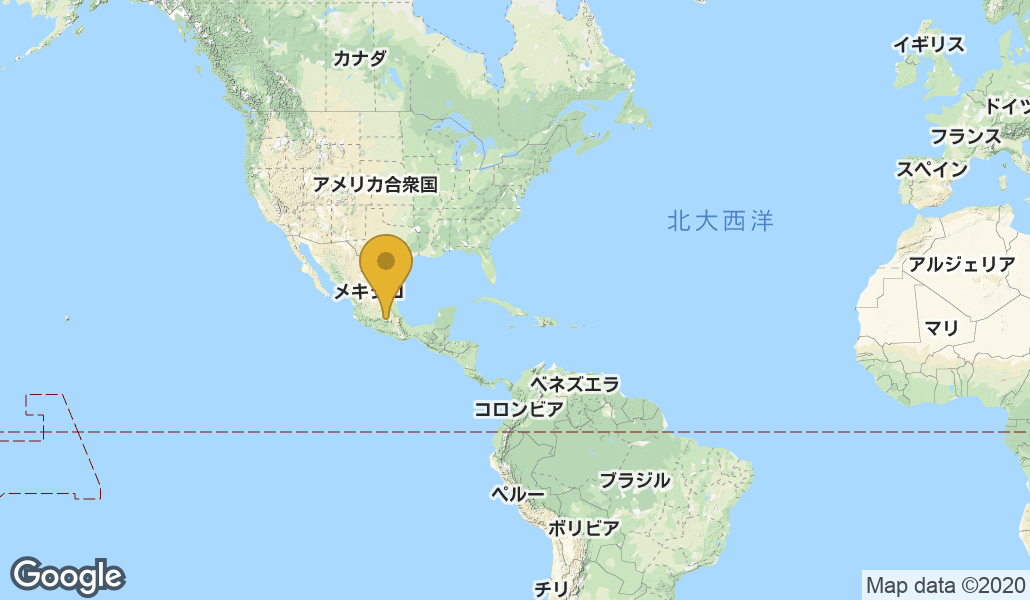 イギリス
カナダ
ドイツ
フランス
スペイン
アメリカ合衆国
北大西洋
アルジェリア
メキシコ
マリ
ベネズエラ
コロンビア
ブラジル
ペルー
ボリビア
Google
Map data ©2020
チリ